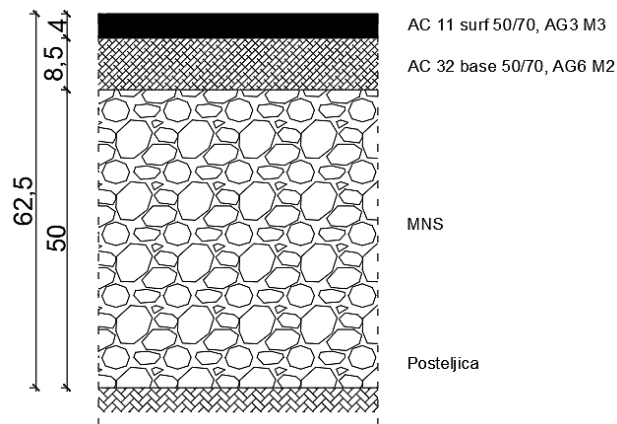 4
AC 11 surf 50/70, AG3 M3
8,5
AC 32 base 50/70, AG6 M2
62,5
50
MNS
Posteljica